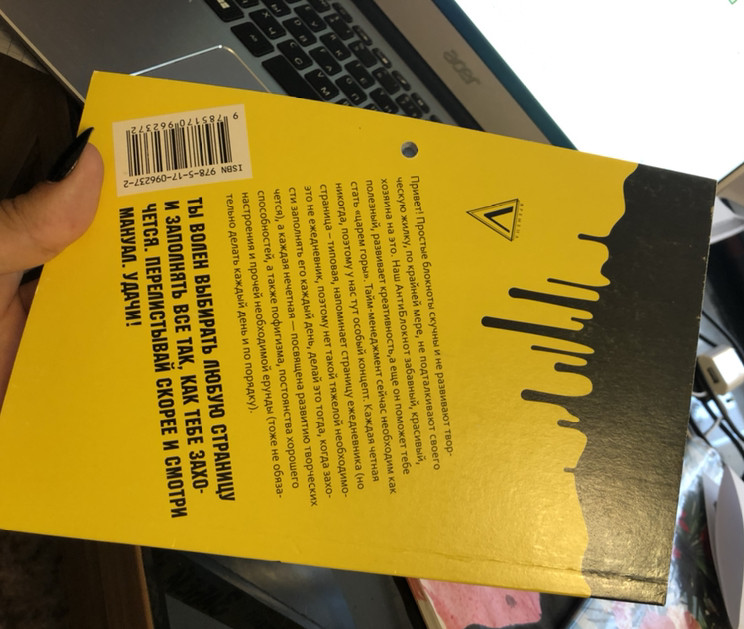 acer
Привет! Простые блокноты скучны и не развивают твор-
ческую жилку, по крайней мере, не подталкивают своего
хозяина на это. Наш АнтиБлокнот забавный, красивый,
полезный, развивает креативность,а еще он поможет тебе
стать «царем горы». Тайм-менеджмент сейчас необходим как
никогда, поэтому у нас тут особый концепт. Каждая четная
страница – типовая, напоминает страницу ежедневника (но
это не ежедневник, поэтому нет такой тяжелой необходимо-
сти заполнять его каждый день, делай это тогда, когда захо-
чется), а каждая нечетная — посвящена развитию творческих
способностей, а также пофигизма, постоянства хорошего
настроения и прочей необходимой ерунды (тоже не обяза-
тельно делать каждый день и по порядку).
ТЫ ВОЛЕН ВЫБИРАТЬ ЛЮБУЮ СТРАНИЦУ
И ЗАПОЛНЯТЬ ВСЕ ТАК, КАК ТЕБЕ ЗАХО-
ЧЕТСЯ. ПЕРЕЛИСТЫВАЙ СКОРЕЕ И СМОТРИ
МАНУАЛ. УДАЧИ!
ISBN 978-5-17-096237-2
9 785170 962372